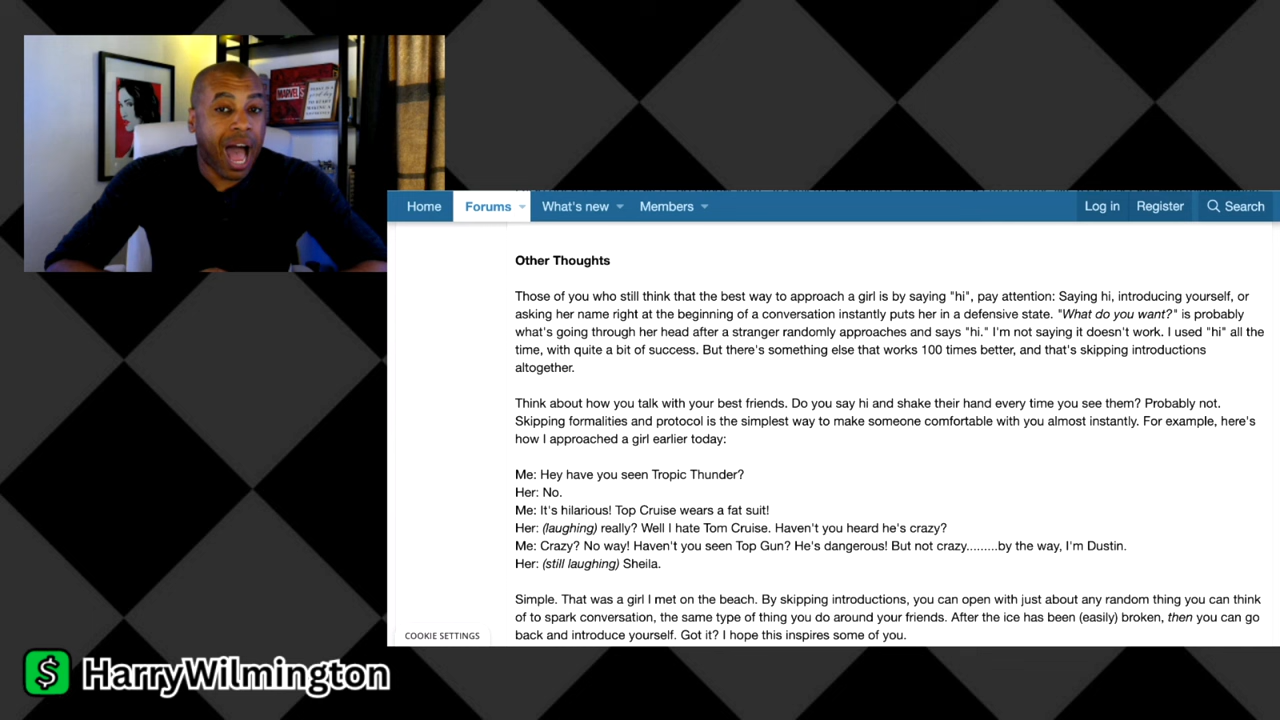 MARVEL
Home Forums What's new Members Log in Register Search
Other Thoughts
Those of you who still think that the best way to approach a girl is by saying "hi", pay attention: Saying hi, introducing yourself, or
asking her name right at the beginning of a conversation instantly puts her in a defensive state. "What do you want?" is probably
what's going through her head after a stranger randomly approaches and says "hi." I'm not saying it doesn't work. I used "hi" all the
time, with quite a bit of success. But there's something else that works 100 times better, and that's skipping introductions
altogether.
Think about how you talk with your best friends. Do you say hi and shake their hand every time you see them? Probably not.
Skipping formalities and protocol is the simplest way to make someone comfortable with you almost instantly. For example, here's
how I approached a girl earlier today:
Me: Hey have you seen Tropic Thunder?
Her: No.
Me: It's hilarious! Top Cruise wears a fat suit!
Her: (laughing) really? Well I hate Tom Cruise. Haven't you heard he's crazy?
Me: Crazy? No way! Haven't you seen Top Gun? He's dangerous! But not crazy.........by the way, I'm Dustin.
Her: (still laughing) Sheila.
Simple. That was a girl I met on the beach. By skipping introductions, you can open with just about any random thing you can think
of to spark conversation, the same type of thing you do around your friends. After the ice has been (easily) broken, then you can go
back and introduce yourself. Got it? I hope this inspires some of you.
COOKIE SETTINGS
$ HarryWilmington